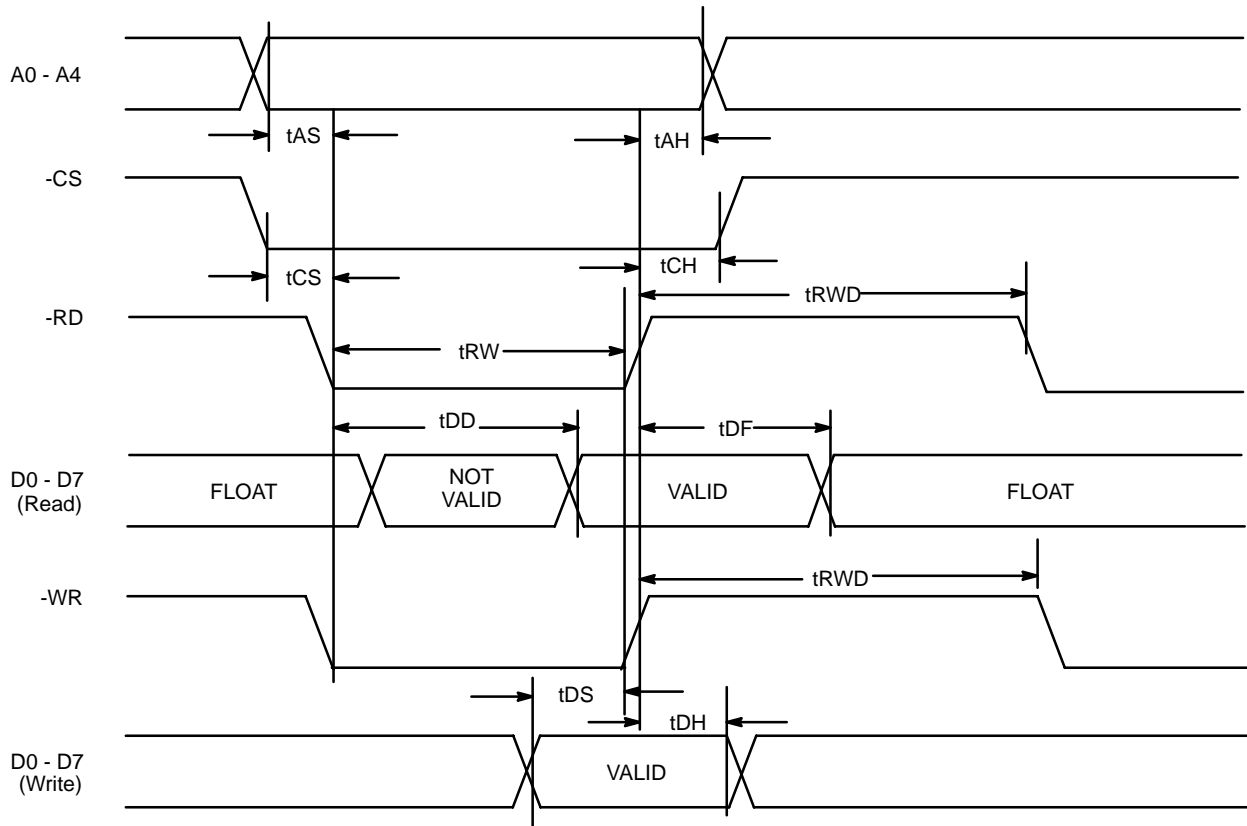 A0 - A4
tAS
tAH
-CS
tCS
tCH
tRWD
-RD
tRW
tDD
tDF
D0 - D7
(Read)
FLOAT
NOT
VALID
VALID
FLOAT
tRWD
-WR
tDS
tDH
D0 - D7
(Write)
VALID